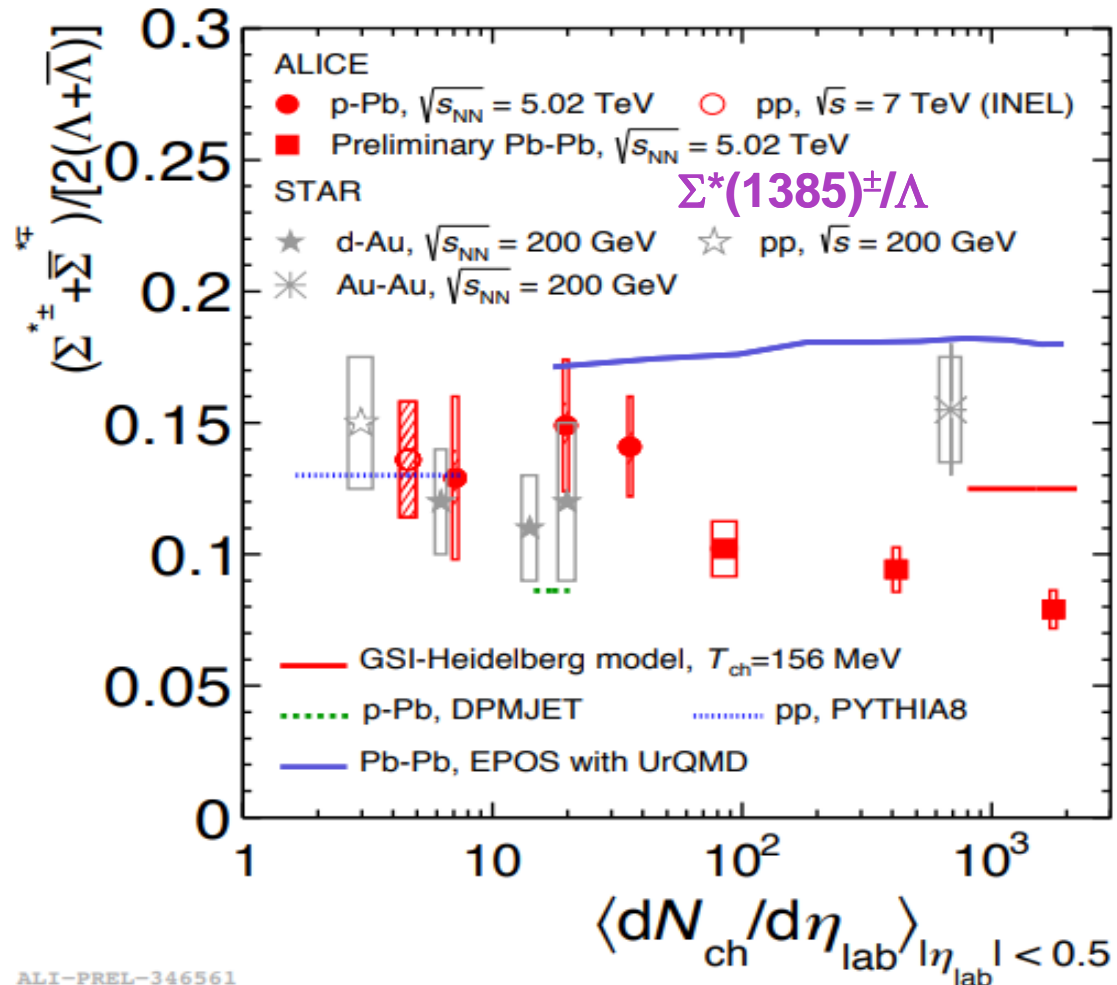 0.3
0.25
0.2
0.15
0.1
0.05
0
(Σ*± + Σ̅*∓)/[2(Λ+Λ̅)]
ALICE
p-Pb, √sNN = 5.02 TeV
pp, √s = 7 TeV (INEL)
Preliminary Pb-Pb, √sNN = 5.02 TeV
Σ*(1385)±/Λ
STAR
d-Au, √sNN = 200 GeV
pp, √s = 200 GeV
Au-Au, √sNN = 200 GeV
GSI-Heidelberg model, Tch=156 MeV
p-Pb, DPMJET
pp, PYTHIA8
Pb-Pb, EPOS with UrQMD
1
10
10²
10³
⟨dNch/dηlab⟩|ηlab| < 0.5
ALI-PREL-346561